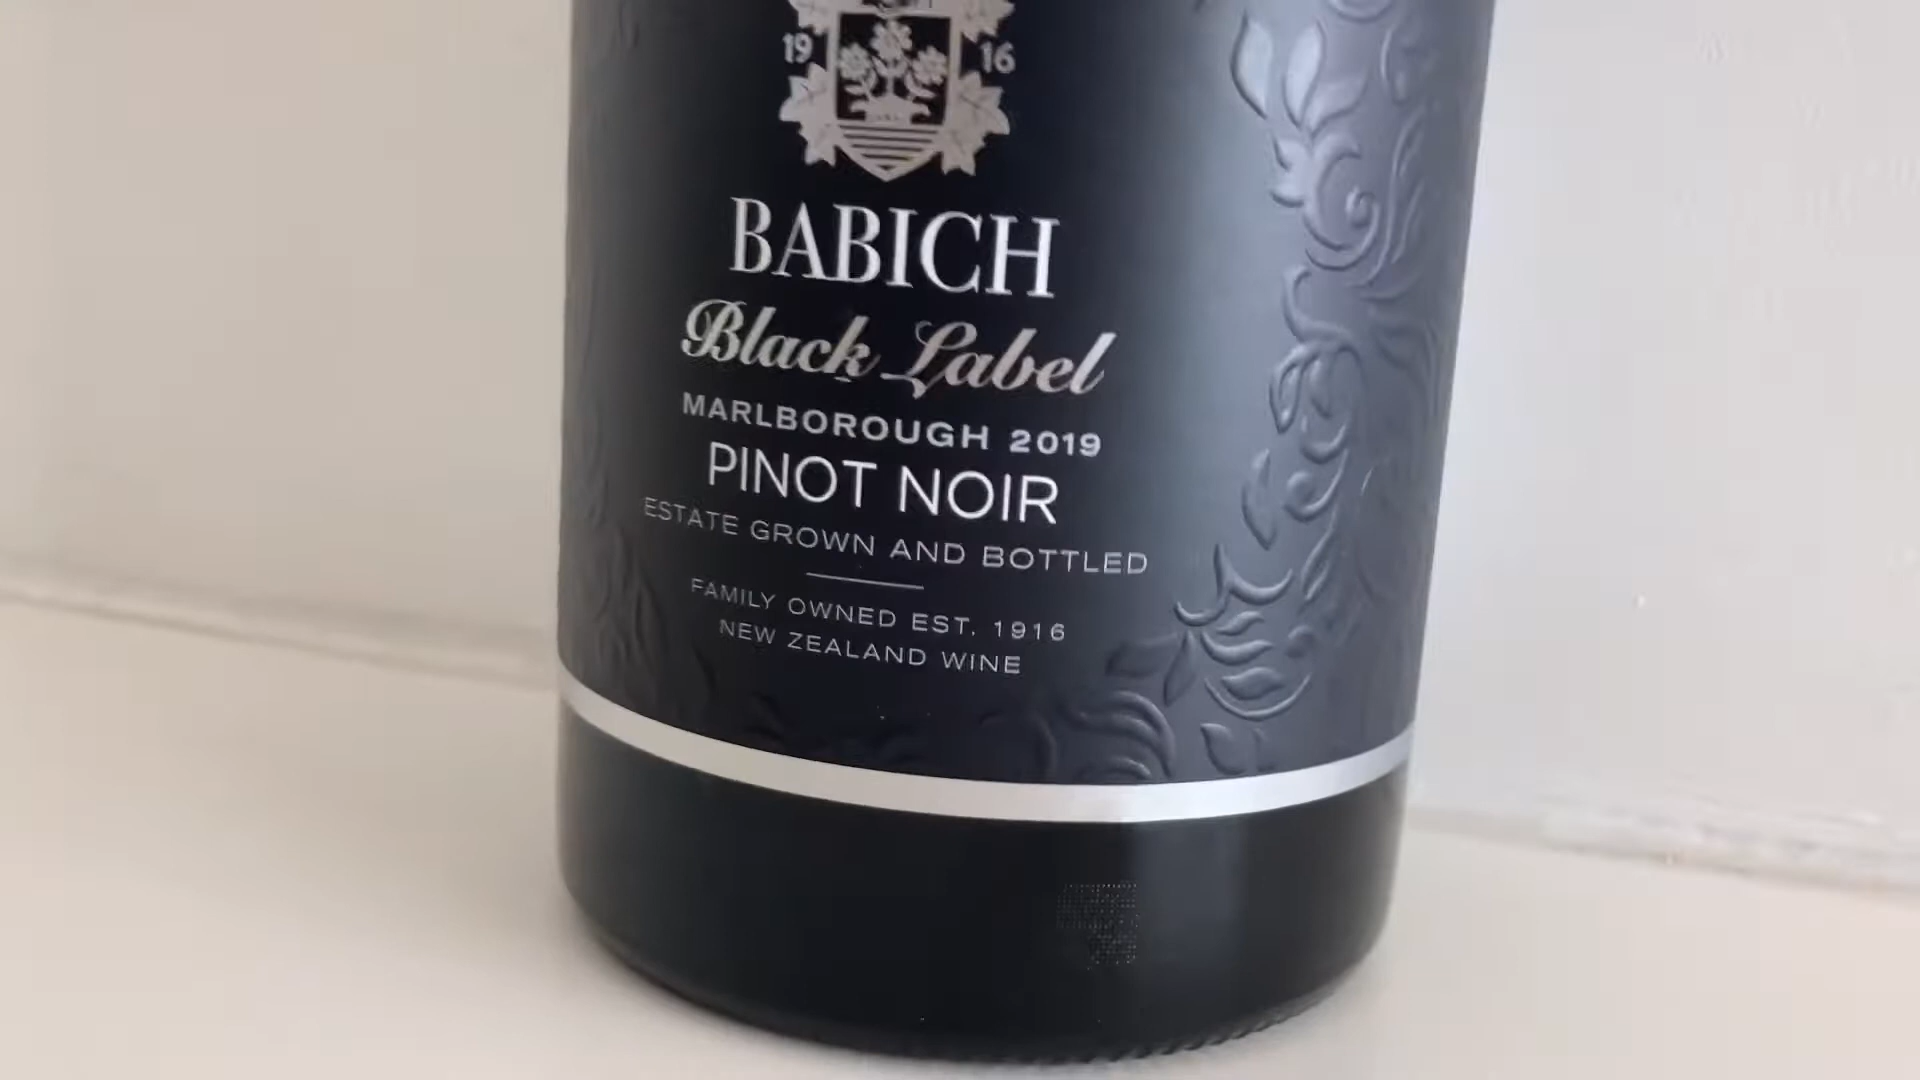 19 16
BABICH
Black Label
MARLBOROUGH 2019
PINOT NOIR
ESTATE GROWN AND BOTTLED
FAMILY OWNED EST. 1916
NEW ZEALAND WINE